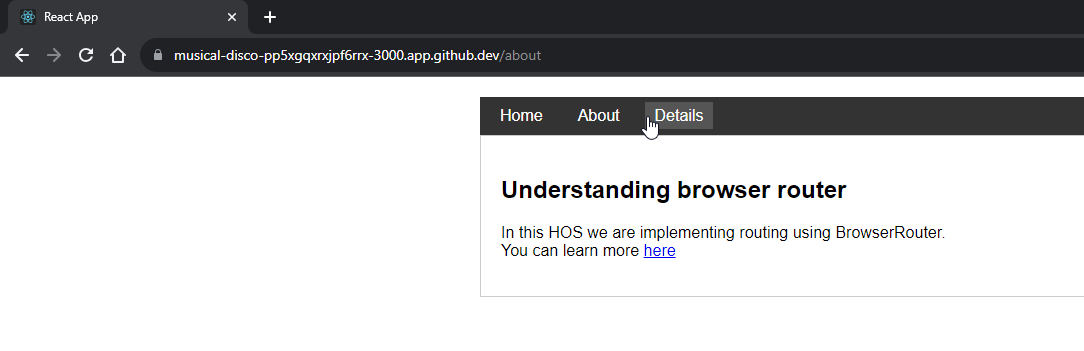 React App
musical-disco-pp5xgqxrxjpf6rrx-3000.app.github.dev/about
Home About Details
Understanding browser router
In this HOS we are implementing routing using BrowserRouter.
You can learn more here